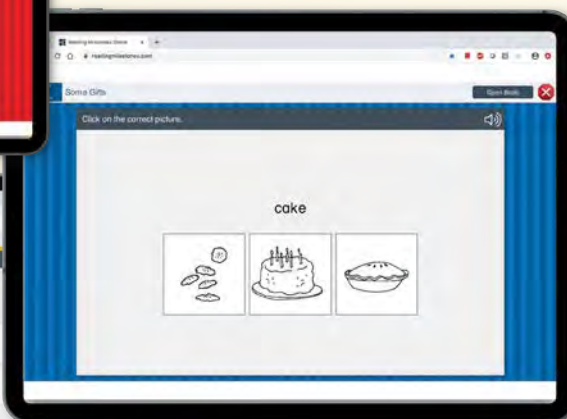 Reading Milestones Online
readingmilestones.com
Some Gifts
Open Book
Click on the correct picture.
cake